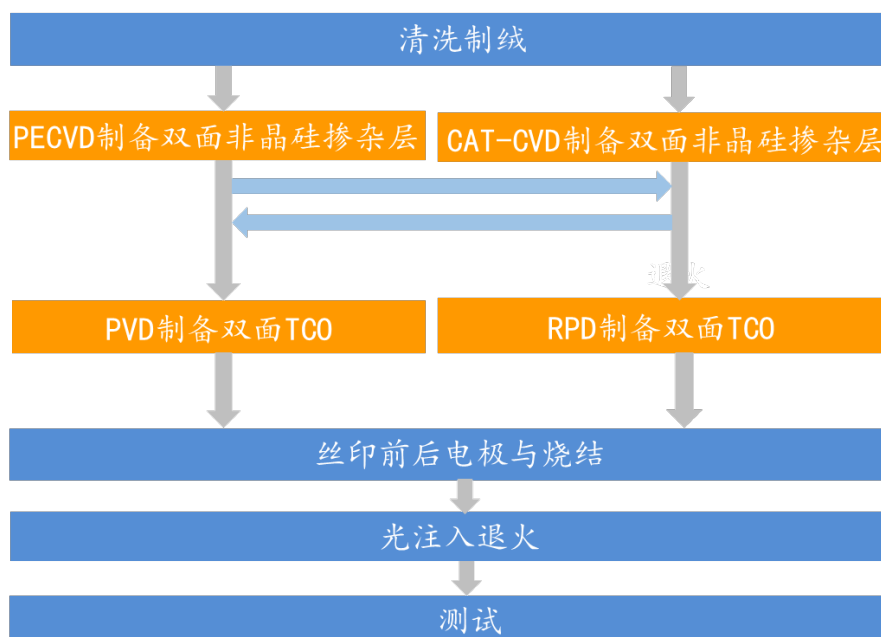 清洗制绒
PECVD制备双面非晶硅掺杂层
CAT-CVD制备双面非晶硅掺杂层
退火
PVD制备双面TCO
RPD制备双面TCO
丝印前后电极与烧结
光注入退火
测试